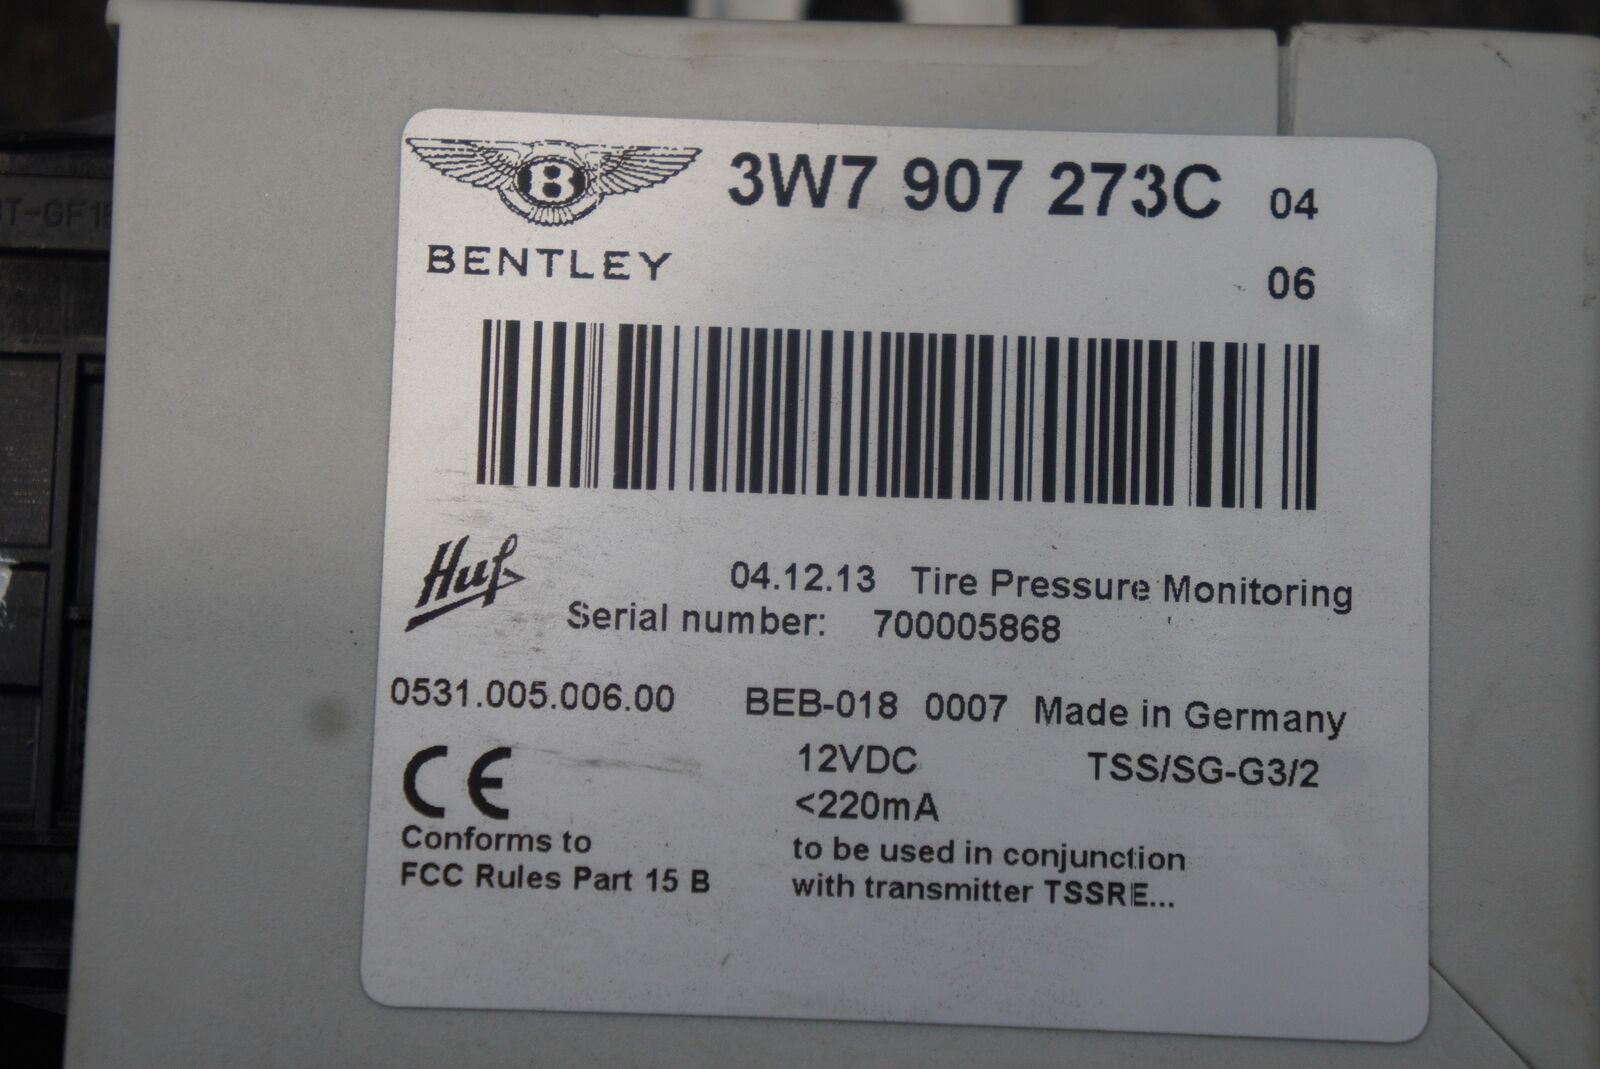 B
BENTLEY
3W7 907 273C 04
06
Huf
04.12.13 Tire Pressure Monitoring
Serial number: 700005868
0531.005.006.00 BEB-018 0007 Made in Germany
CE
12VDC TSS/SG-G3/2
<220mA
Conforms to
FCC Rules Part 15 B
to be used in conjunction
with transmitter TSSRE...